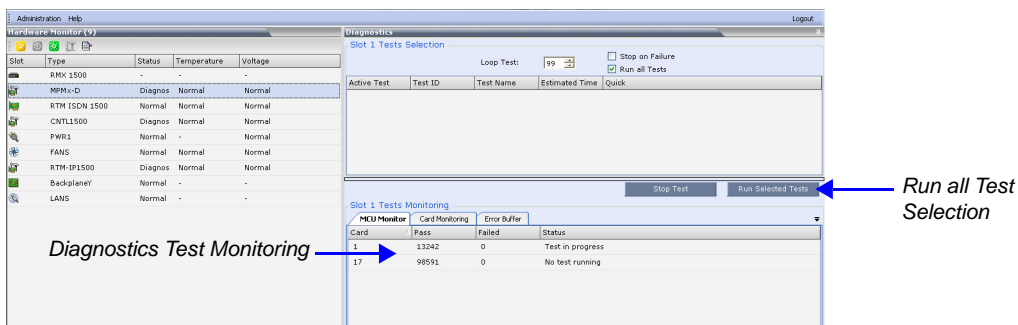 Administration Help Logout
Hardware Monitor (9)
Slot Type Status Temperature Voltage
RMX 1500 - - -
MPMx-D Diagnos Normal Normal
RTM ISDN 1500 Normal Normal Normal
CNTL1500 Diagnos Normal Normal
PWR1 Normal - Normal
FANS Normal Normal Normal
RTM-IP1500 Diagnos Normal Normal
BackplaneY Normal - -
LANS Normal - -
Diagnostics
Slot 1 Tests Selection
Loop Test: 99
Stop on Failure
Run all Tests
Active Test Test ID Test Name Estimated Time Quick
Stop Test Run Selected Tests
Slot 1 Tests Monitoring
MCU Monitor Card Monitoring Error Buffer
Card Pass Failed Status
1 13242 0 Test in progress
17 98591 0 No test running
Diagnostics Test Monitoring
Run all Test
Selection